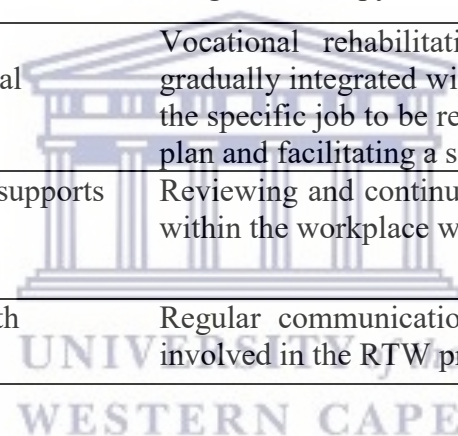 Vocational rehabilitati
al gradually integrated wi
the specific job to be re
plan and facilitating a s
supports Reviewing and continu
within the workplace w
th Regular communicatio
involved in the RTW pr
UNIVERSITY of
WESTERN CAPE